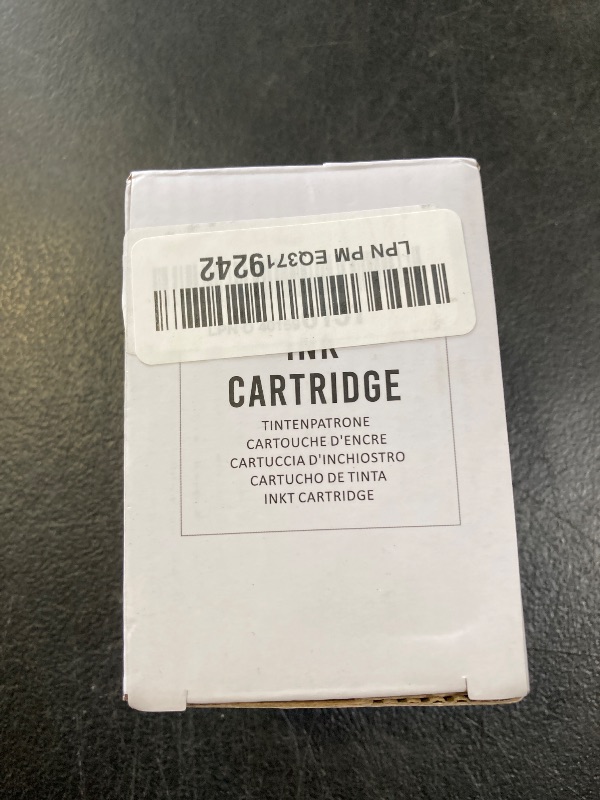 LPN PM EQ3719242
INK
CARTRIDGE
TINTENPATRONE
CARTOUCHE D'ENCRE
CARTUCCIA D'INCHIOSTRO
CARTUCHO DE TINTA
INKT CARTRIDGE